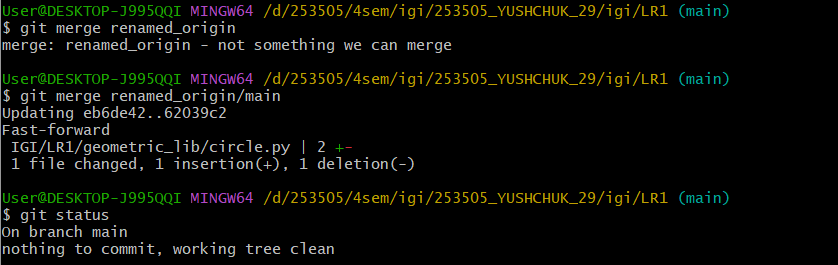 User@DESKTOP-J995QQI MINGW64 /d/253505/4sem/igi/253505_YUSHCHUK_29/igi/LR1 (main)
$ git merge renamed_origin
merge: renamed_origin - not something we can merge
User@DESKTOP-J995QQI MINGW64 /d/253505/4sem/igi/253505_YUSHCHUK_29/igi/LR1 (main)
$ git merge renamed_origin/main
Updating eb6de42..62039c2
Fast-forward
IGI/LR1/geometric_lib/circle.py | 2 +-
1 file changed, 1 insertion(+), 1 deletion(-)
User@DESKTOP-J995QQI MINGW64 /d/253505/4sem/igi/253505_YUSHCHUK_29/igi/LR1 (main)
$ git status
On branch main
nothing to commit, working tree clean